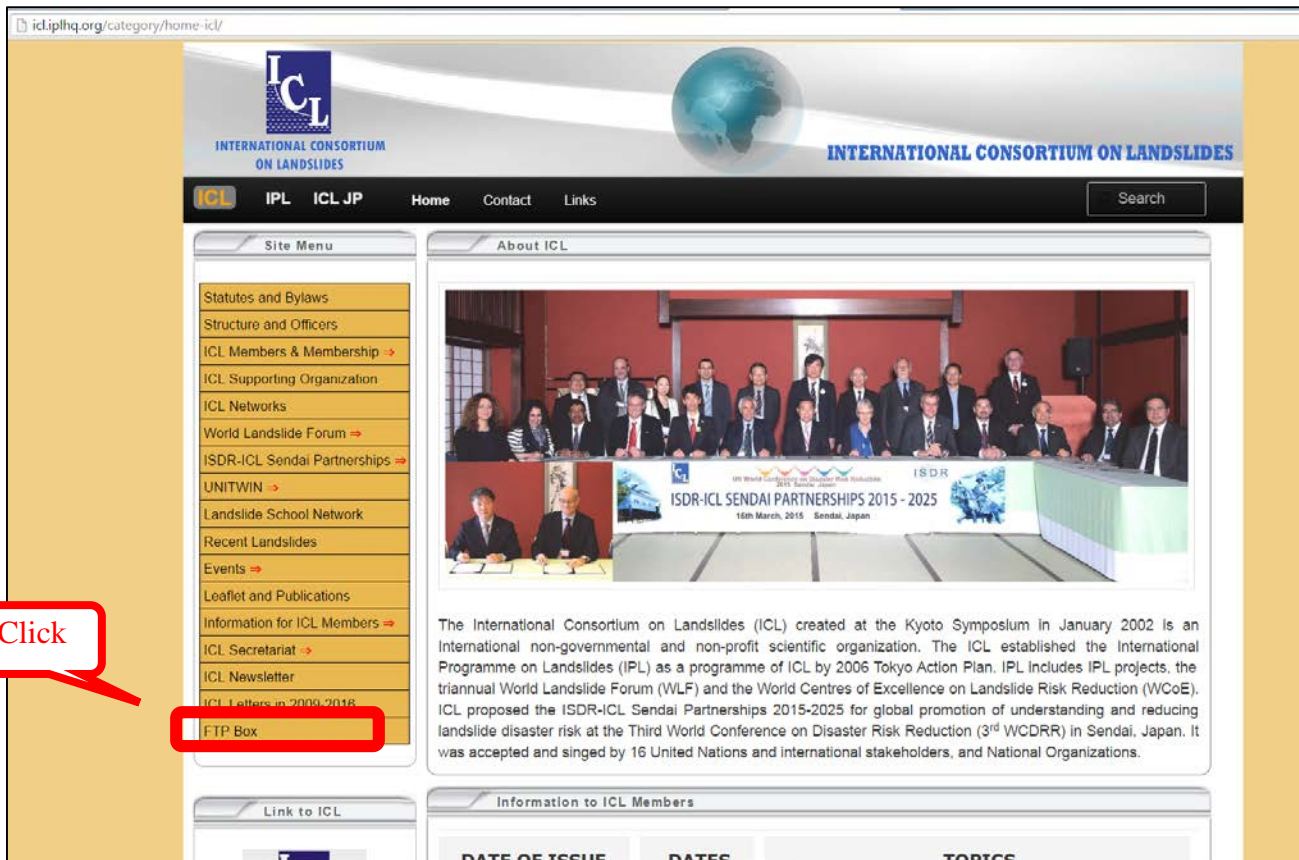 icl.iplhq.org/category/home-icl/
ICL
INTERNATIONAL CONSORTIUM
ON LANDSLIDES
INTERNATIONAL CONSORTIUM ON LANDSLIDES
ICL IPL ICL JP Home Contact Links Search
Site Menu
Statutes and Bylaws
Structure and Officers
ICL Members & Membership ⇒
ICL Supporting Organization
ICL Networks
World Landslide Forum ⇒
ISDR-ICL Sendai Partnerships ⇒
UNITWIN ⇒
Landslide School Network
Recent Landslides
Events ⇒
Leaflet and Publications
Information for ICL Members ⇒
ICL Secretariat ⇒
ICL Newsletter
ICL Letters in 2009-2016
FTP Box
Click
About ICL
ICL
UN World Conference on Disaster Risk Reduction
2015 Sendai Japan
ISDR
ISDR-ICL SENDAI PARTNERSHIPS 2015 - 2025
16th March, 2015 Sendai, Japan
The International Consortium on Landslides (ICL) created at the Kyoto Symposium in January 2002 is an
International non-governmental and non-profit scientific organization. The ICL established the International
Programme on Landslides (IPL) as a programme of ICL by 2006 Tokyo Action Plan. IPL includes IPL projects, the
triannual World Landslide Forum (WLF) and the World Centres of Excellence on Landslide Risk Reduction (WCoE).
ICL proposed the ISDR-ICL Sendai Partnerships 2015-2025 for global promotion of understanding and reducing
landslide disaster risk at the Third World Conference on Disaster Risk Reduction (3rd WCDRR) in Sendai, Japan. It
was accepted and singed by 16 United Nations and international stakeholders, and National Organizations.
Link to ICL
Information to ICL Members
DATE OF ISSUE DATES TOPICS